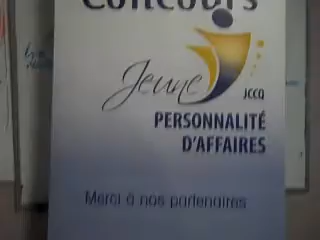 Concours
Jeune
JCCQ
PERSONNALITÉ
D'AFFAIRES
Merci à nos partenaires